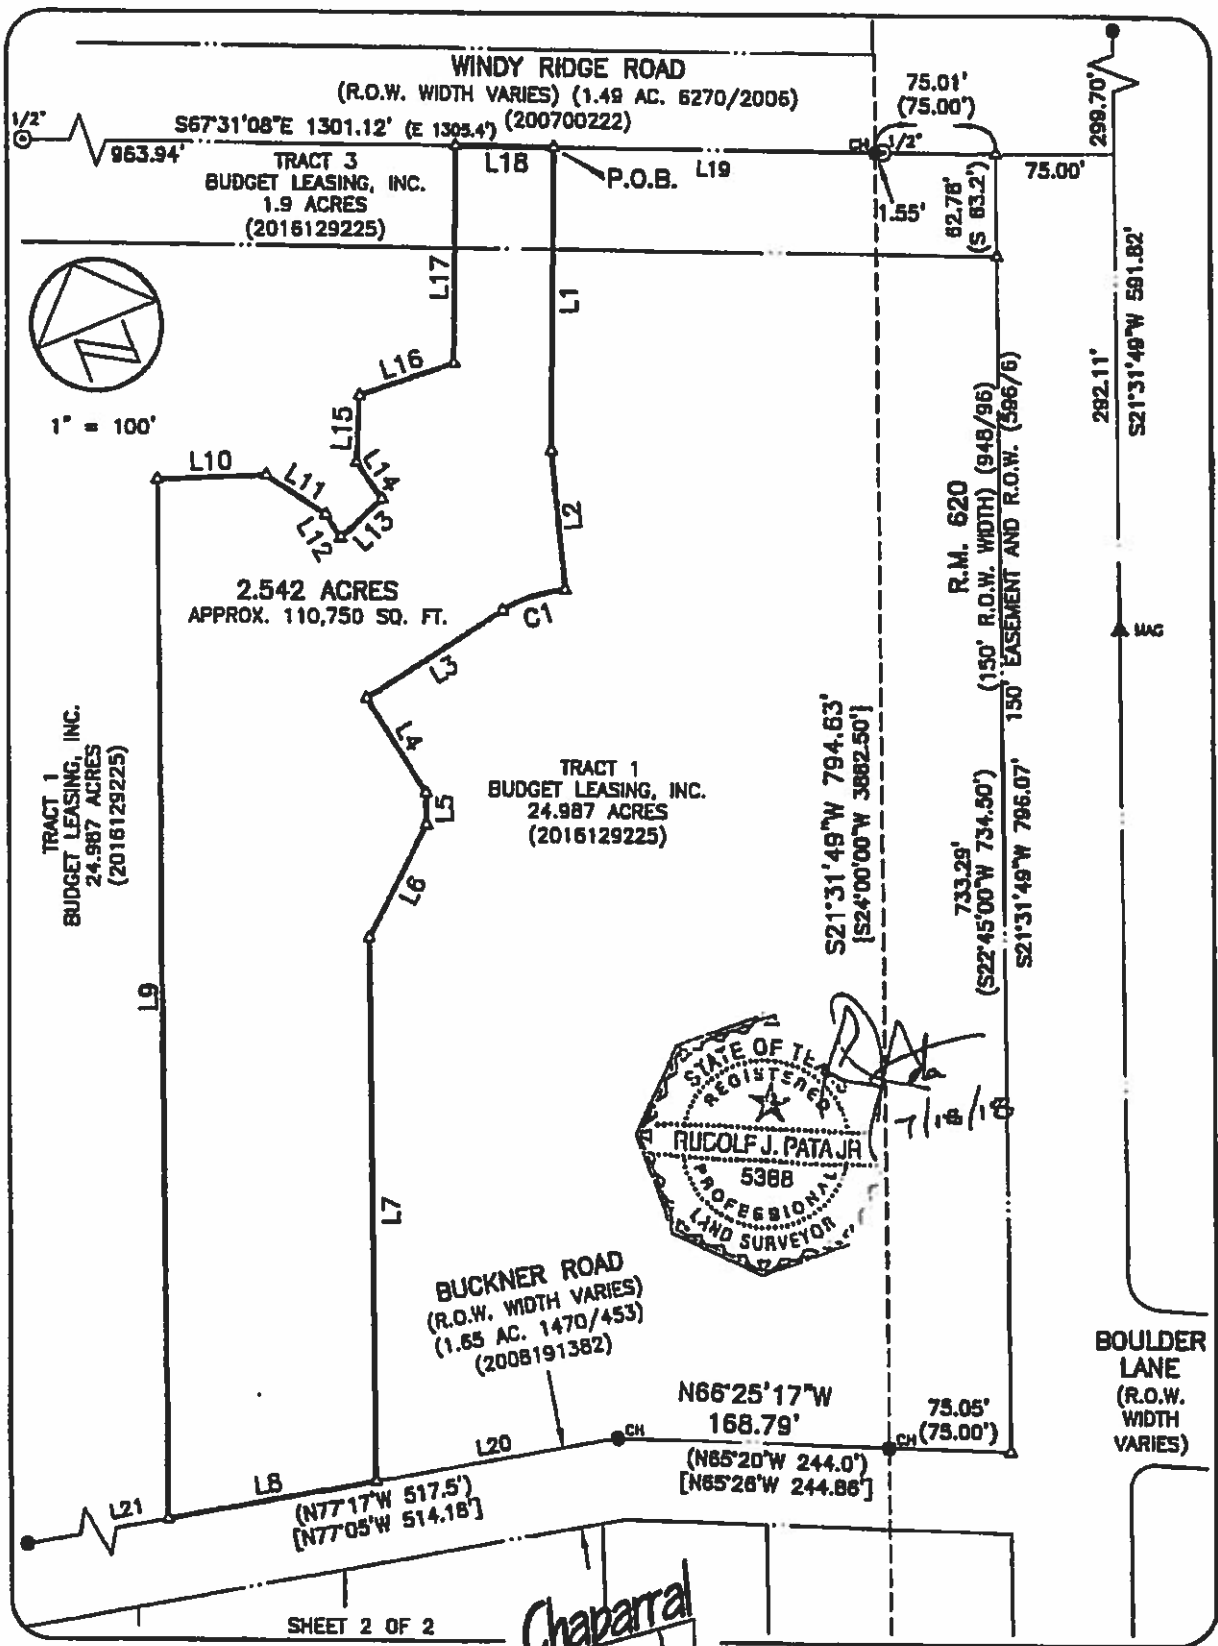 WINDY RIDGE ROAD
(R.O.W. WIDTH VARIES) (1.49 AC. 6270/2006)
(200700222)
1/2"
S67°31'08"E 1301.12' (E 1305.4')
963.94'
TRACT 3
BUDGET LEASING, INC.
1.9 ACRES
(2016129225)
L18
P.O.B.
L19
CH
1/2"
75.01'
(75.00')
1.55'
75.00'
299.70'
62.78'
(S 63.2')
S21°31'49"W 591.82'
292.11'
L17
L1
L16
L15
L14
L13
L12
L11
L10
L2
1" = 100'
2.542 ACRES
APPROX. 110,750 SQ. FT.
C1
L3
L4
L5
L6
L7
L9
R.M. 620
(150' R.O.W. WIDTH) (948/96)
150' EASEMENT AND R.O.W. (596/6)
MAG
TRACT 1
BUDGET LEASING, INC.
24.987 ACRES
(2016129225)
TRACT 1
BUDGET LEASING, INC.
24.987 ACRES
(2016129225)
S21°31'49"W 794.63'
[S24°00'00"W 3882.50']
733.29'
(S22°45'00"W 734.50')
S21°31'49"W 796.07'
STATE OF TEXAS
REGISTERED
RUDOLF J. PATA JR
5388
PROFESSIONAL
LAND SURVEYOR
7/18/18
BUCKNER ROAD
(R.O.W. WIDTH VARIES)
(1.65 AC. 1470/453)
(2008191382)
BOULDER
LANE
(R.O.W.
WIDTH
VARIES)
N66°25'17"W
168.79'
(N65°20'W 244.0')
[N65°26'W 244.86']
CH
CH
75.05'
(75.00')
L20
L8
L21
(N77°17'W 517.5')
[N77°05'W 514.18']
SHEET 2 OF 2
Chaparral